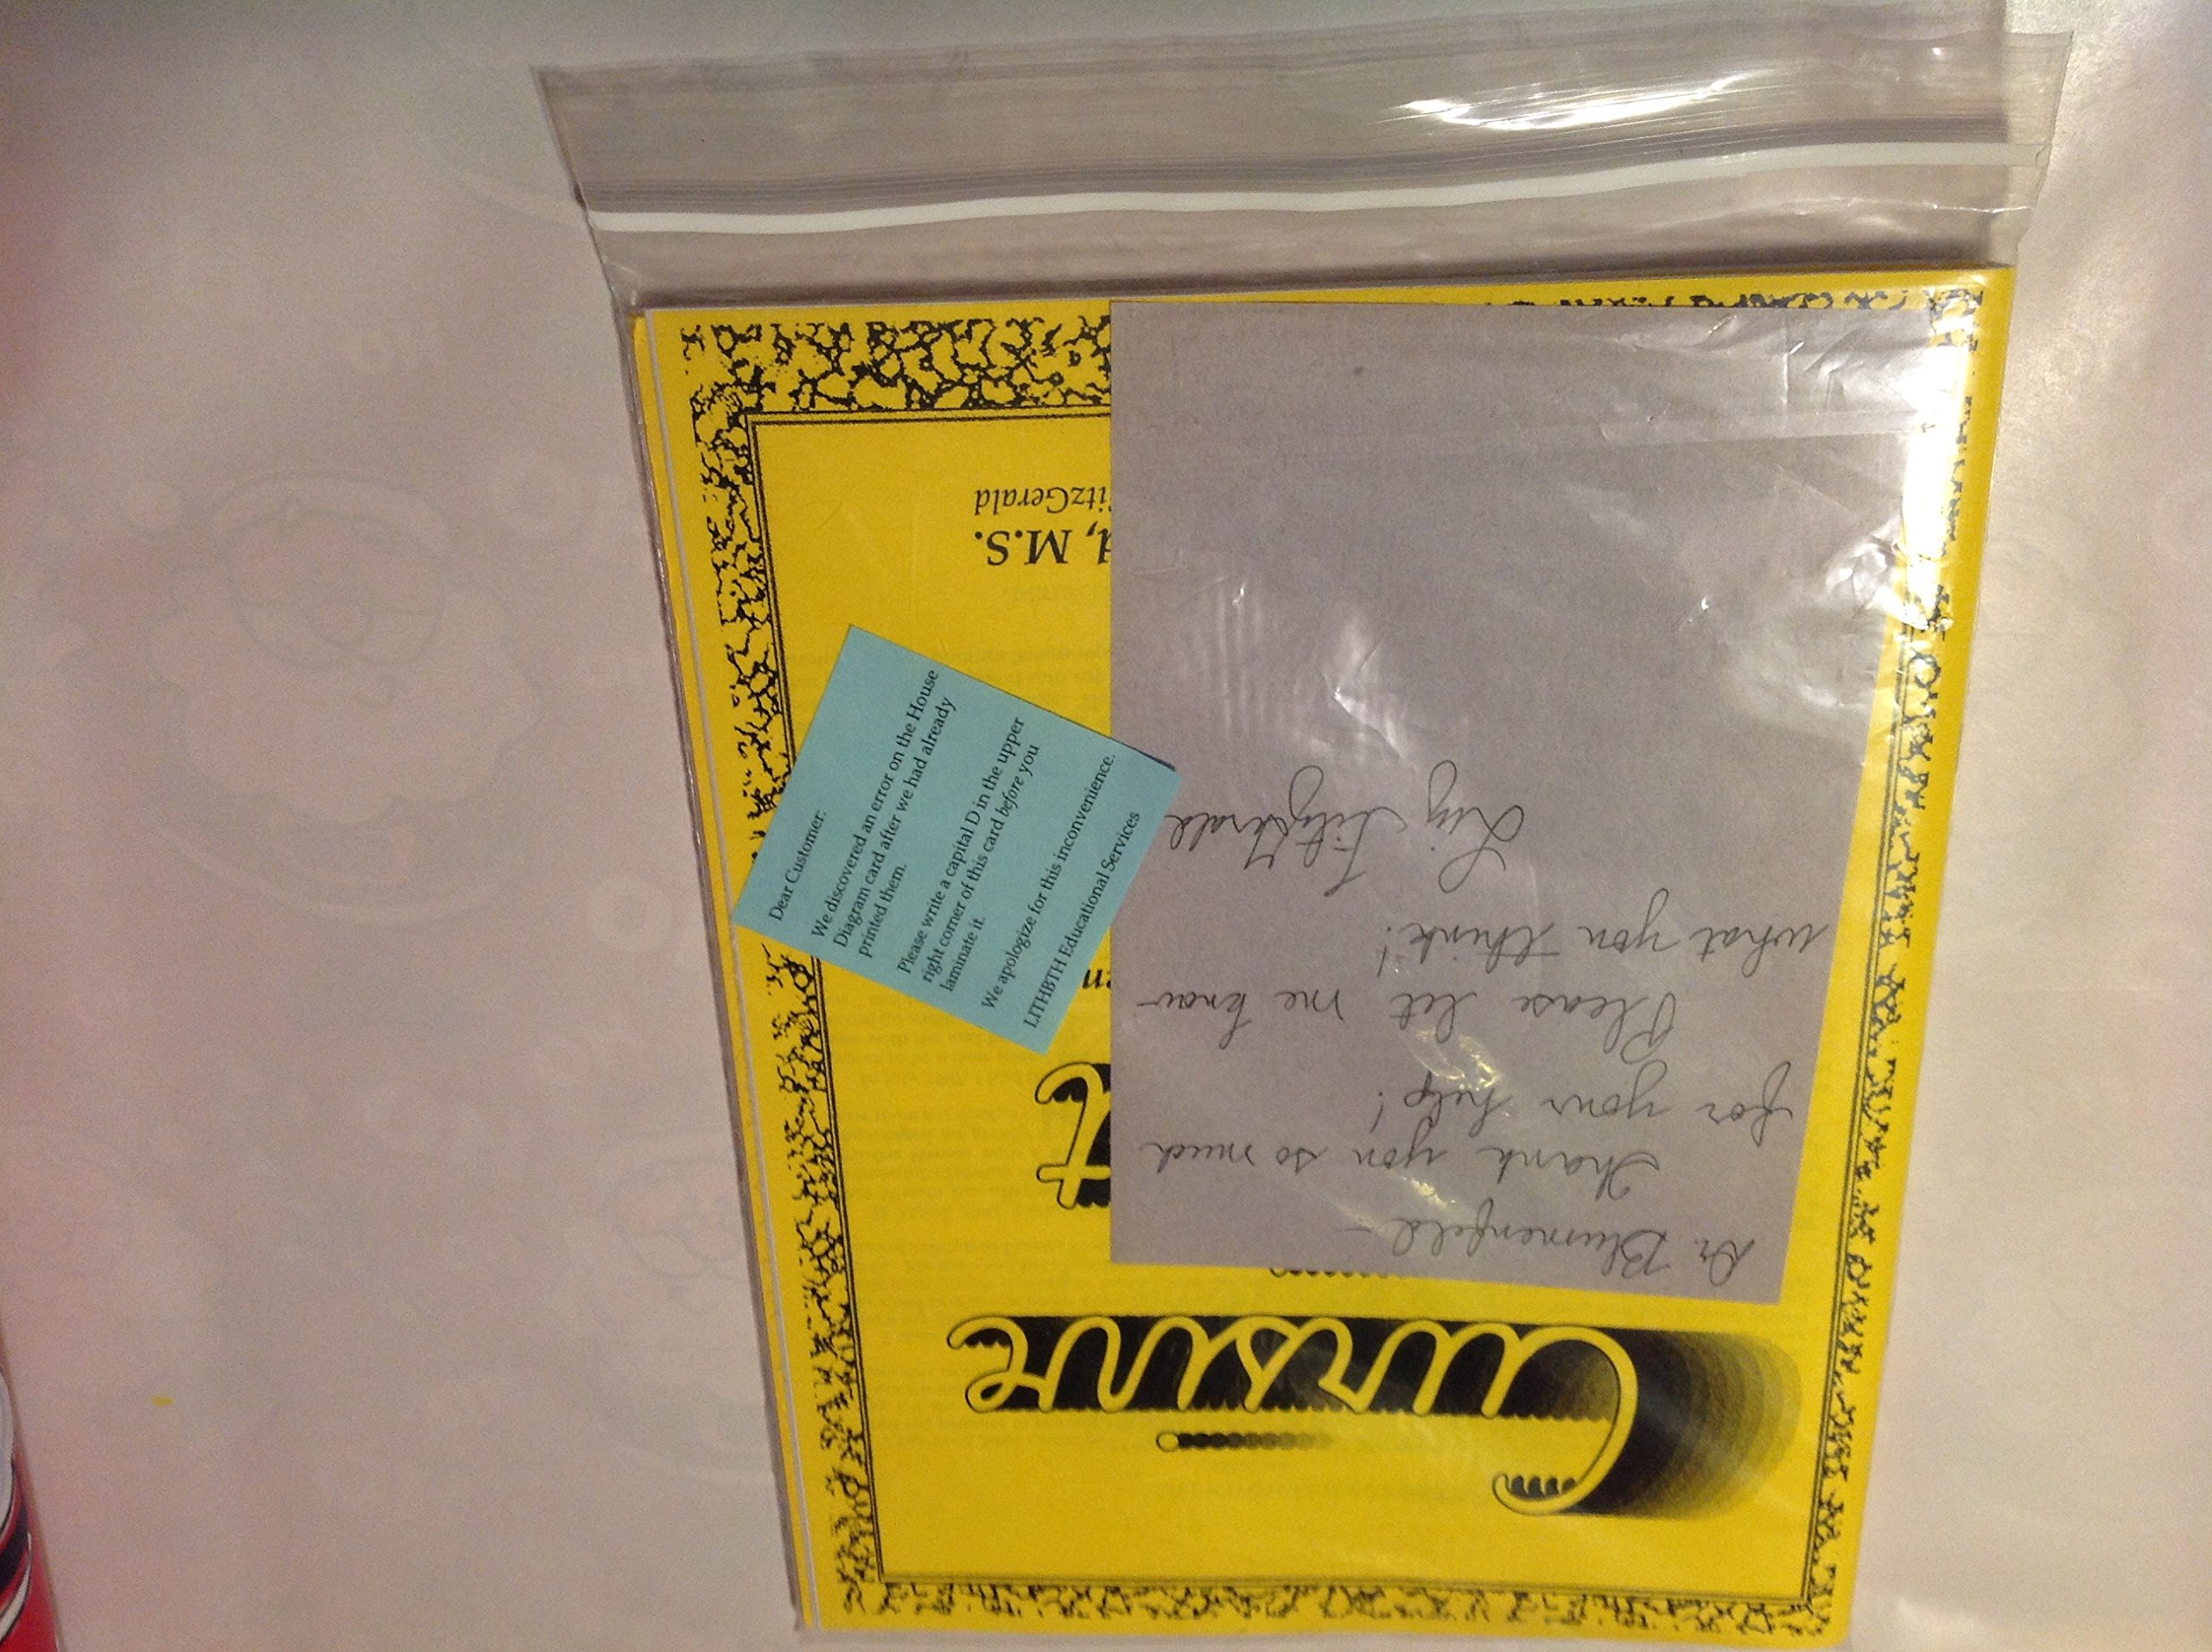 Cursive
t
Dr. Blumenfeld –
Thank you so much
for your help!
Please let me know
what you think!
Liz FitzGerald
Dear Customer:
We discovered an error on the House
Diagram card after we had already
printed them.
Please write a capital D in the upper
right corner of this card before you
laminate it.
We apologize for this inconvenience.
LITHBTH Educational Services
d, M.S.
itzGerald